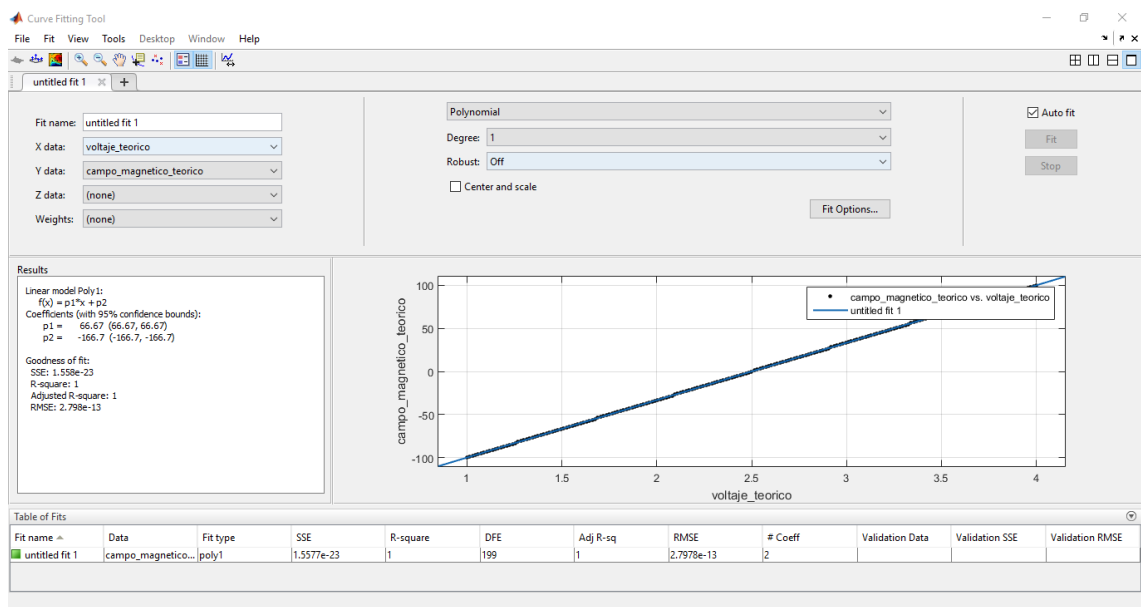 Curve Fitting Tool
File Fit View Tools Desktop Window Help
untitled fit 1
Fit name: untitled fit 1
X data: voltaje_teorico
Y data: campo_magnetico_teorico
Z data: (none)
Weights: (none)
Polynomial
Degree: 1
Robust: Off
Center and scale
Fit Options...
Auto fit
Fit
Stop
Results
Linear model Poly1:
f(x) = p1*x + p2
Coefficients (with 95% confidence bounds):
p1 = 66.67 (66.67, 66.67)
p2 = -166.7 (-166.7, -166.7)
Goodness of fit:
SSE: 1.558e-23
R-square: 1
Adjusted R-square: 1
RMSE: 2.798e-13
campo_magnetico_teorico
100
50
0
-50
-100
campo_magnetico_teorico vs. voltaje_teorico
untitled fit 1
1 1.5 2 2.5 3 3.5 4
voltaje_teorico
Table of Fits
Fit name Data Fit type SSE R-square DFE Adj R-sq RMSE # Coeff Validation Data Validation SSE Validation RMSE
untitled fit 1 campo_magnetico... poly1 1.5577e-23 1 199 1 2.7978e-13 2